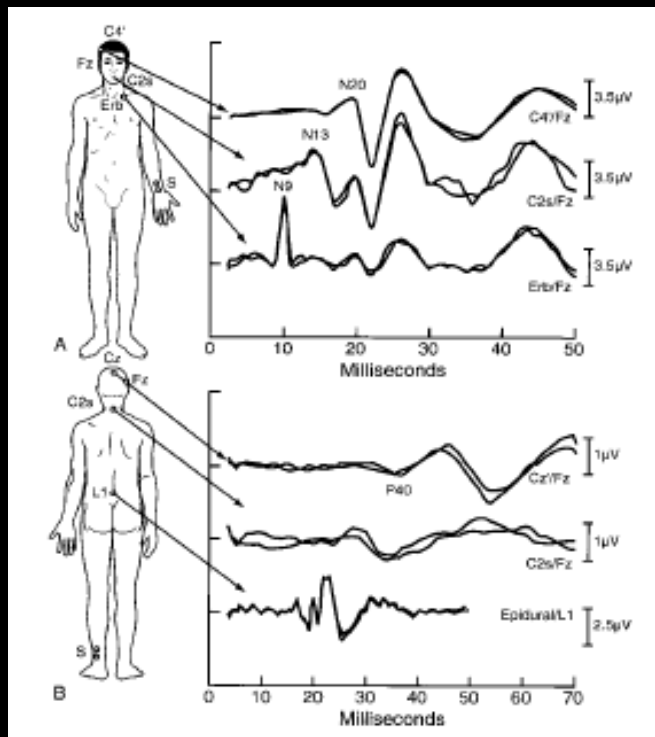 C4'
Fz
C2s
Erb
S
A
N20
3.5µV
C4'/Fz
N13
3.5µV
C2s/Fz
N9
3.5µV
Erb/Fz
0 10 20 30 40 50
Milliseconds
Cz
Fz
C2s
L1
S
B
1µV
P40
Cz'/Fz
1µV
C2s/Fz
Epidural/L1
2.5µV
0 10 20 30 40 50 60 70
Milliseconds